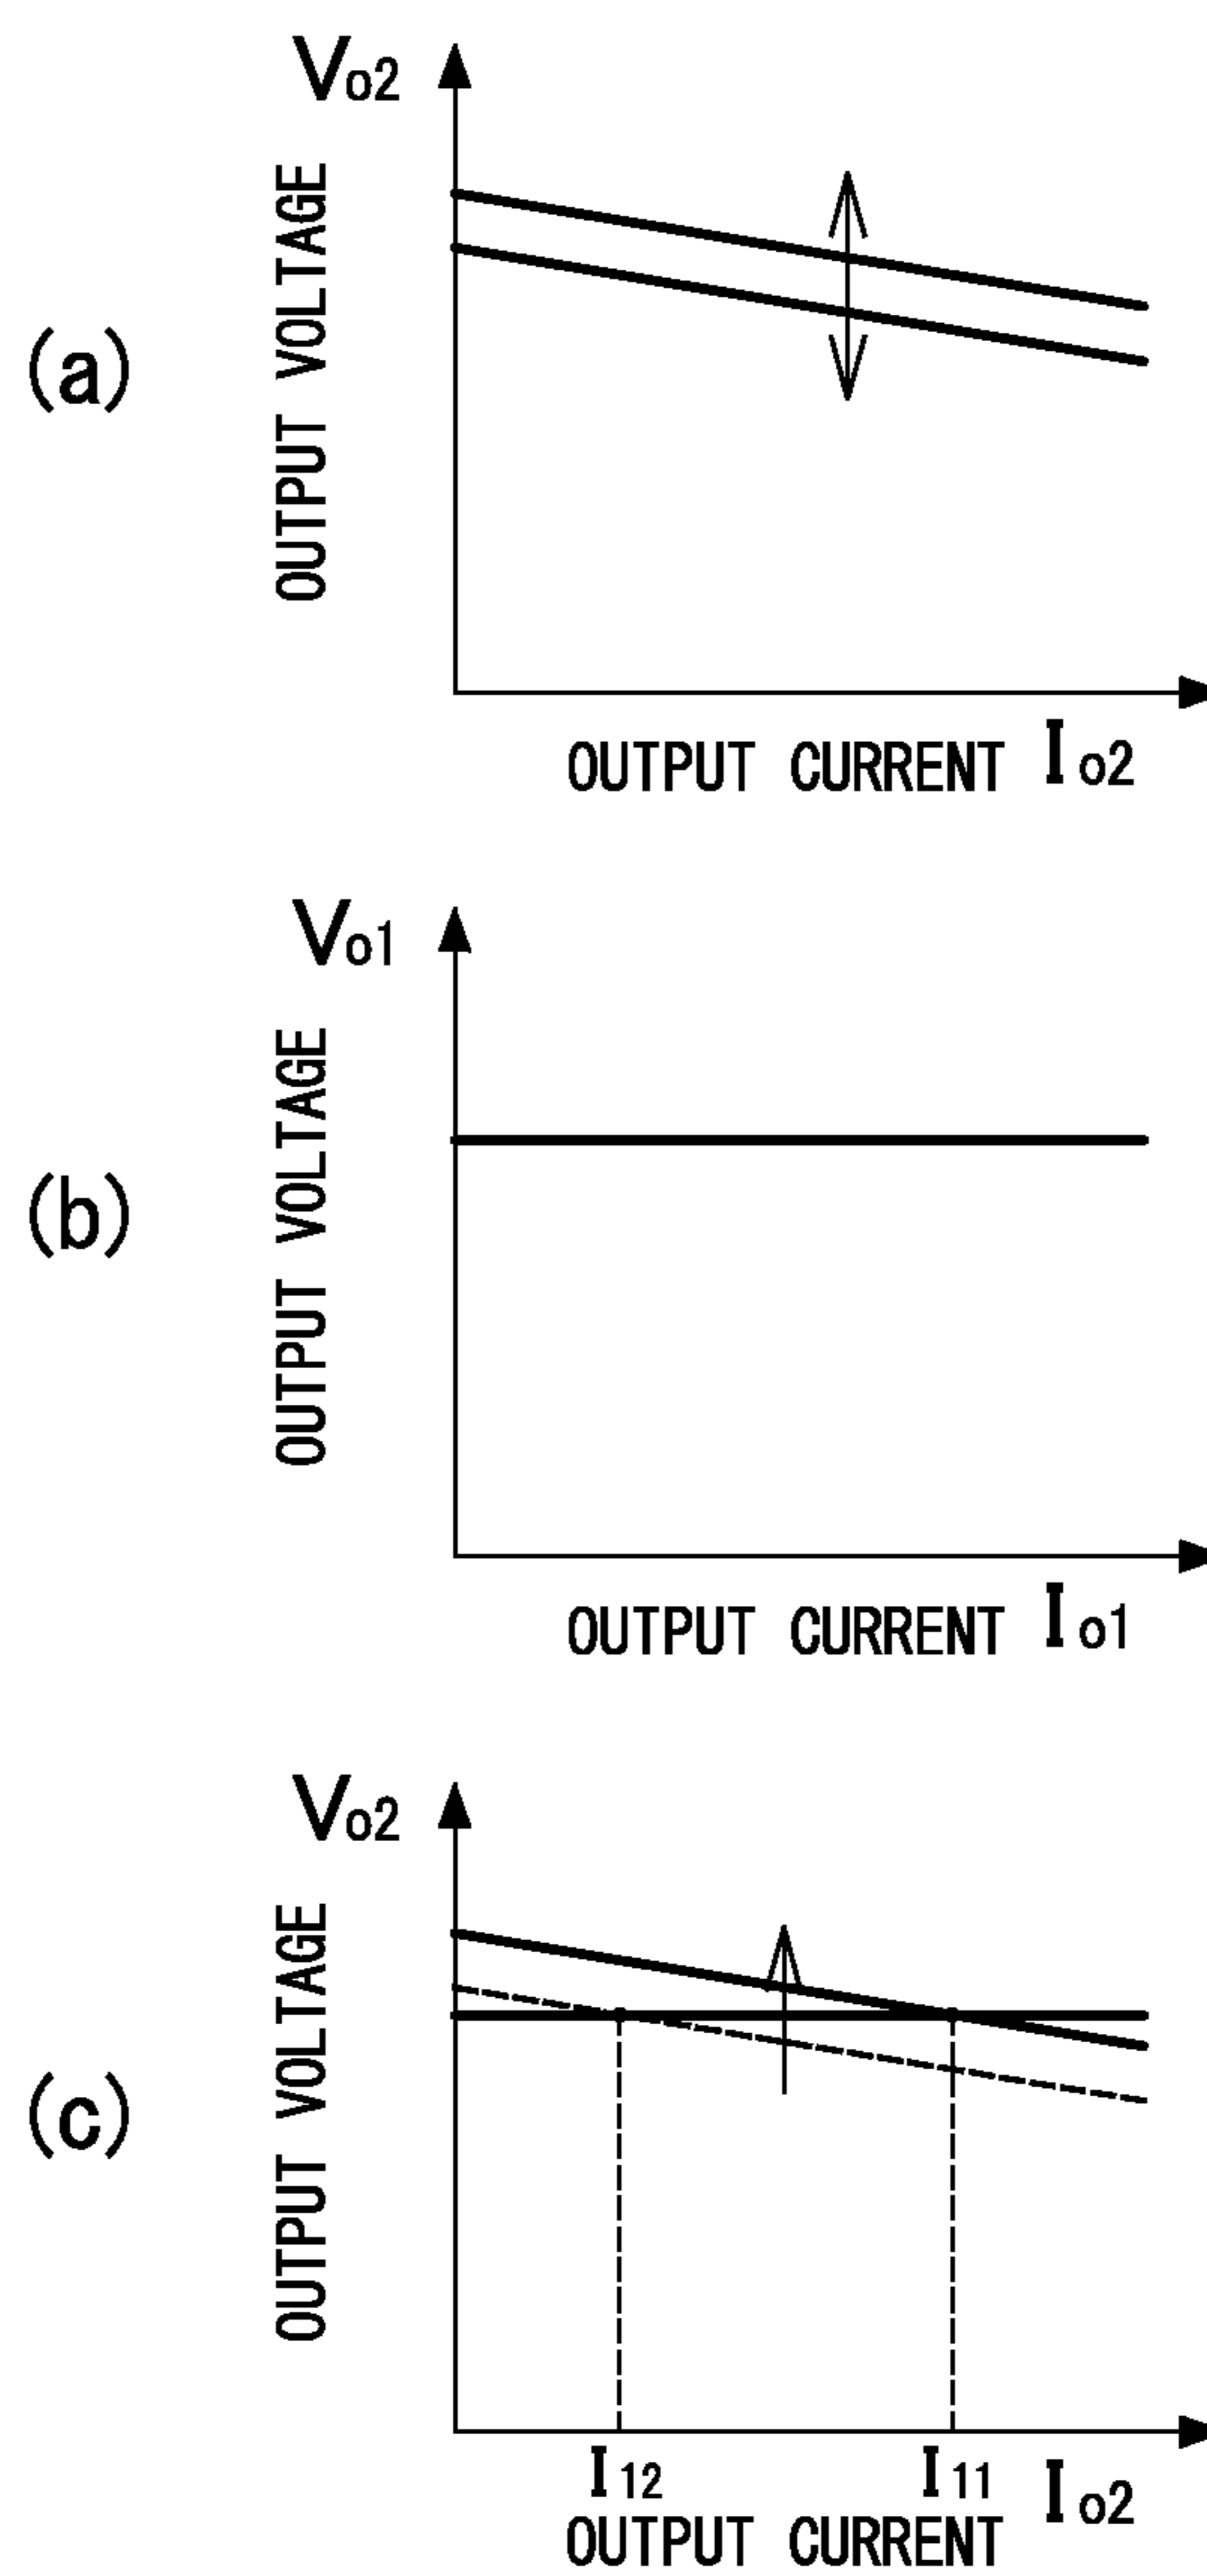 Vo2
OUTPUT VOLTAGE
(a)
OUTPUT CURRENT Io2
Vo1
OUTPUT VOLTAGE
(b)
OUTPUT CURRENT Io1
Vo2
OUTPUT VOLTAGE
(c)
I12 I11 Io2
OUTPUT CURRENT